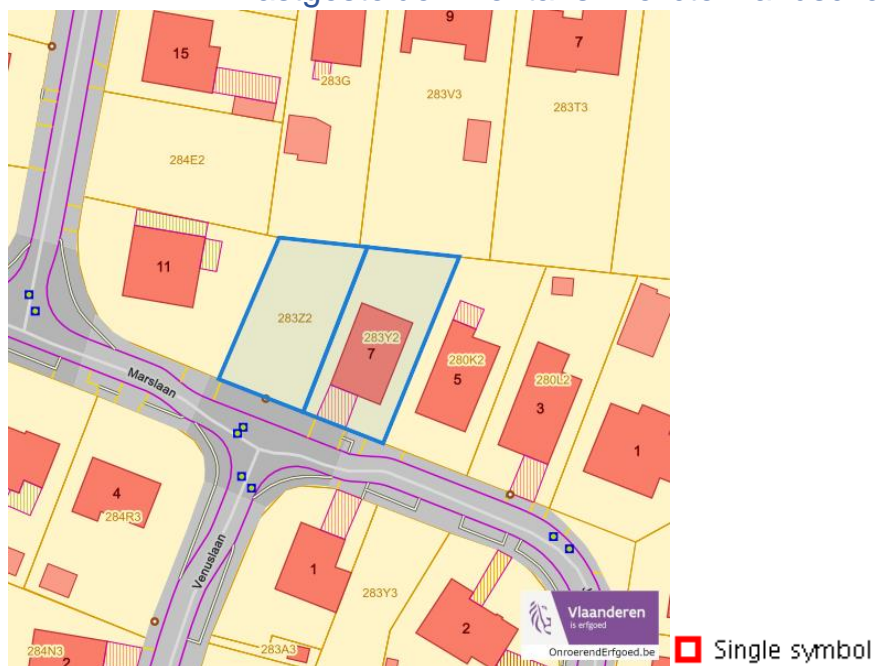 9
7
15
283G
283V3
283T3
284E2
11
283Z2
283Y2
7
280K2
5
280L2
3
1
Marslaan
4
284R3
Venuslaan
1
283Y3
2
283A3
284N3
2
Vlaanderen
is erfgoed
OnroerendErfgoed.be
Single symbol